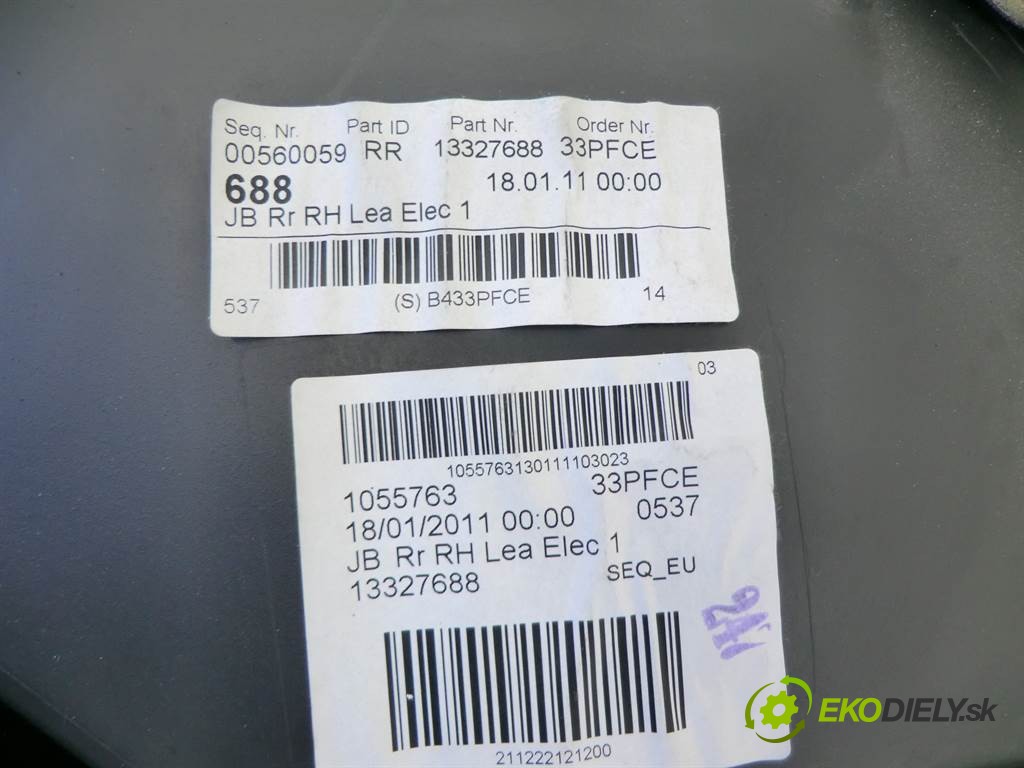 Seq. Nr. Part ID Part Nr. Order Nr.
00560059 RR 13327688 33PFCE
688 18.01.11 00:00
JB Rr RH Lea Elec 1
537 (S) B433PFCE 14
03
1055763130111103023
1055763 33PFCE
18/01/2011 00:00 0537
JB Rr RH Lea Elec 1
13327688 SEQ_EU
211222121200
EKODIELY.sk